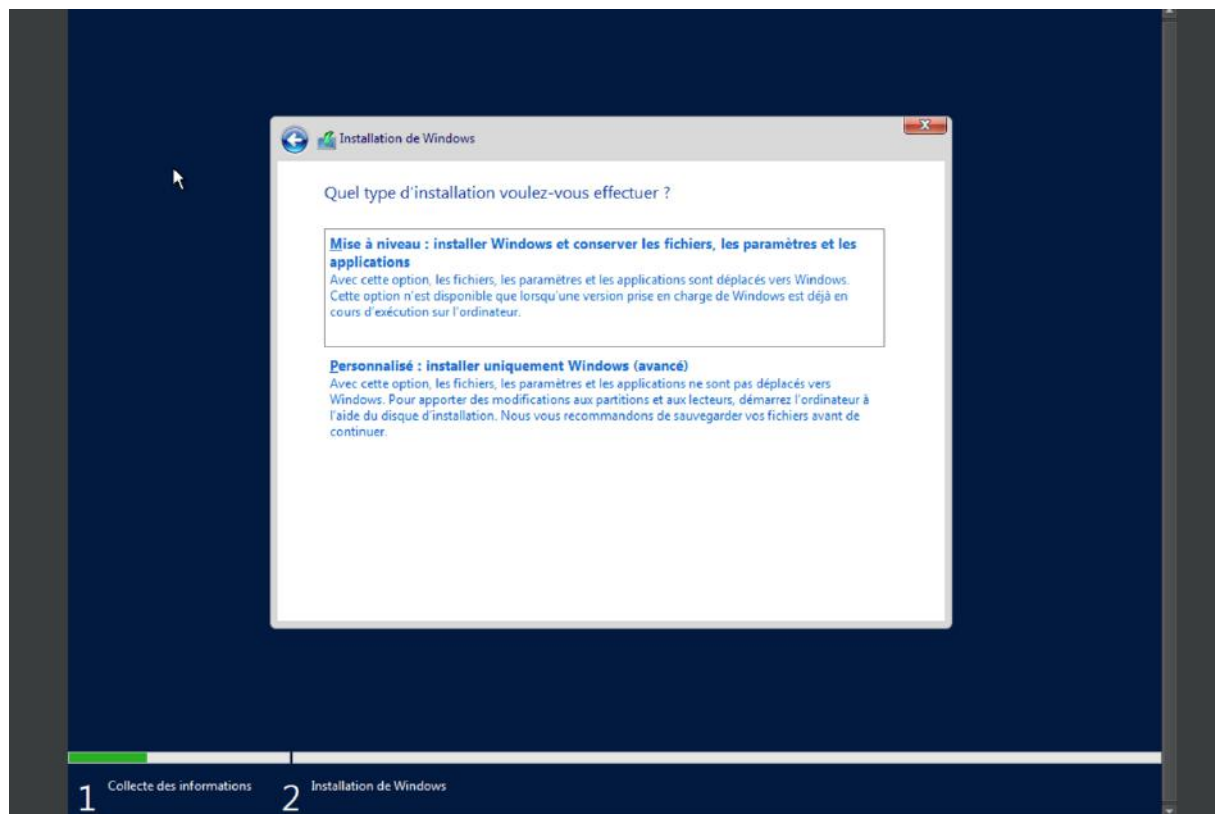 Installation de Windows
Quel type d'installation voulez-vous effectuer ?
Mise à niveau : installer Windows et conserver les fichiers, les paramètres et les
applications
Avec cette option, les fichiers, les paramètres et les applications sont déplacés vers Windows.
Cette option n'est disponible que lorsqu'une version prise en charge de Windows est déjà en
cours d'exécution sur l'ordinateur.
Personnalisé : installer uniquement Windows (avancé)
Avec cette option, les fichiers, les paramètres et les applications ne sont pas déplacés vers
Windows. Pour apporter des modifications aux partitions et aux lecteurs, démarrez l'ordinateur à
l'aide du disque d'installation. Nous vous recommandons de sauvegarder vos fichiers avant de
continuer.
1 Collecte des informations 2 Installation de Windows